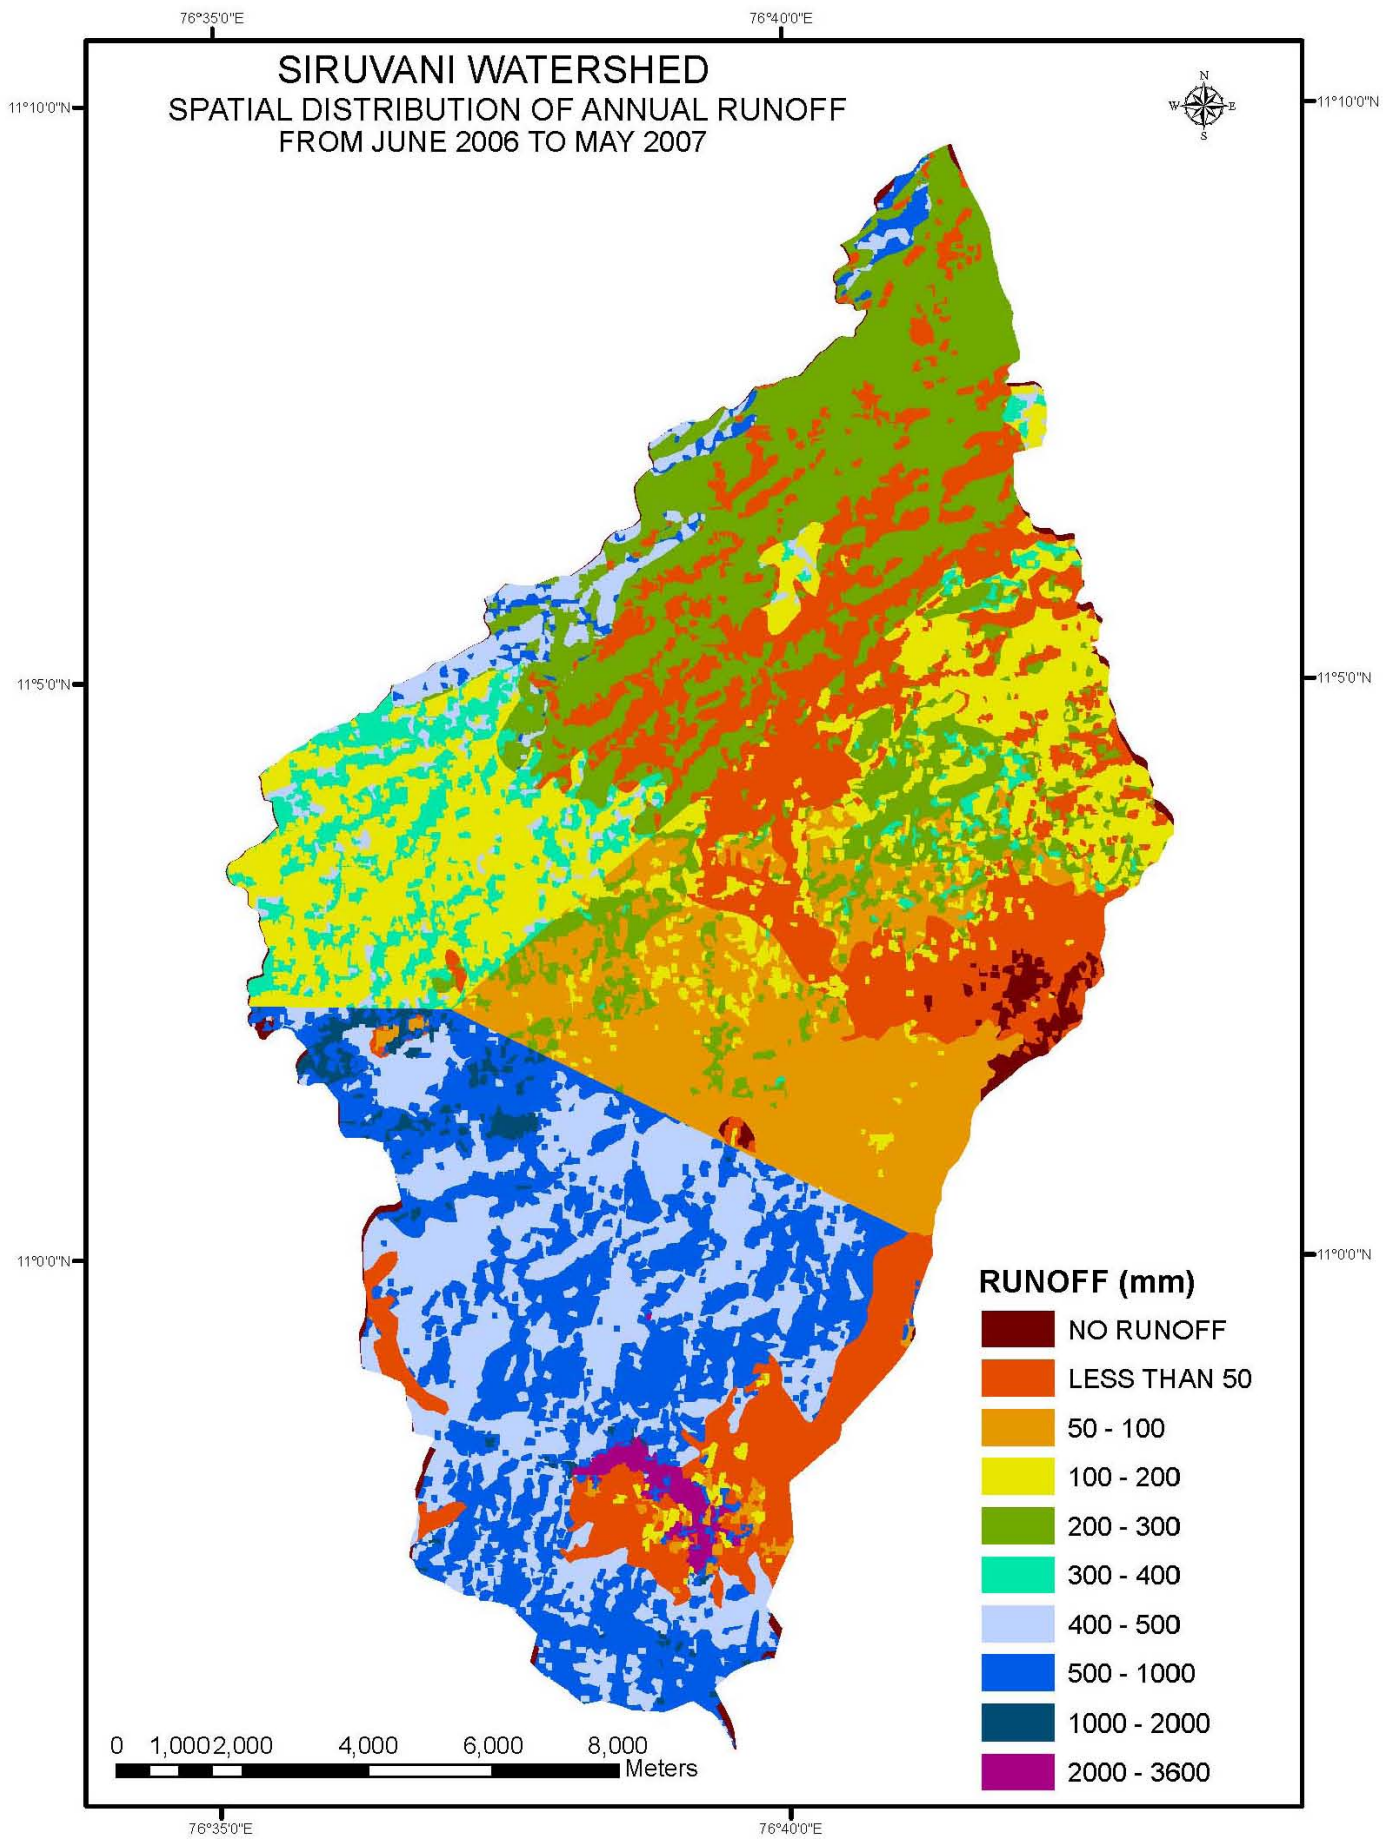 76°35'0"E 76°40'0"E
SIRUVANI WATERSHED
SPATIAL DISTRIBUTION OF ANNUAL RUNOFF
FROM JUNE 2006 TO MAY 2007
N
W E
S
11°10'0"N 11°10'0"N
11°5'0"N 11°5'0"N
11°0'0"N 11°0'0"N
RUNOFF (mm)
NO RUNOFF
LESS THAN 50
50 - 100
100 - 200
200 - 300
300 - 400
400 - 500
500 - 1000
1000 - 2000
2000 - 3600
0 1,000 2,000 4,000 6,000 8,000
Meters
76°35'0"E 76°40'0"E